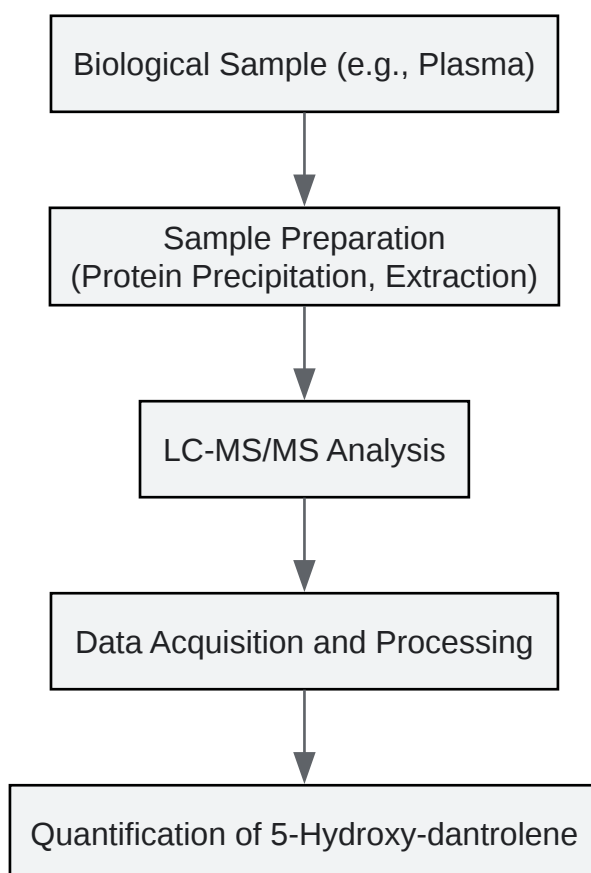 Biological Sample (e.g., Plasma)
Sample Preparation
(Protein Precipitation, Extraction)
LC-MS/MS Analysis
Data Acquisition and Processing
Quantification of 5-Hydroxy-dantrolene